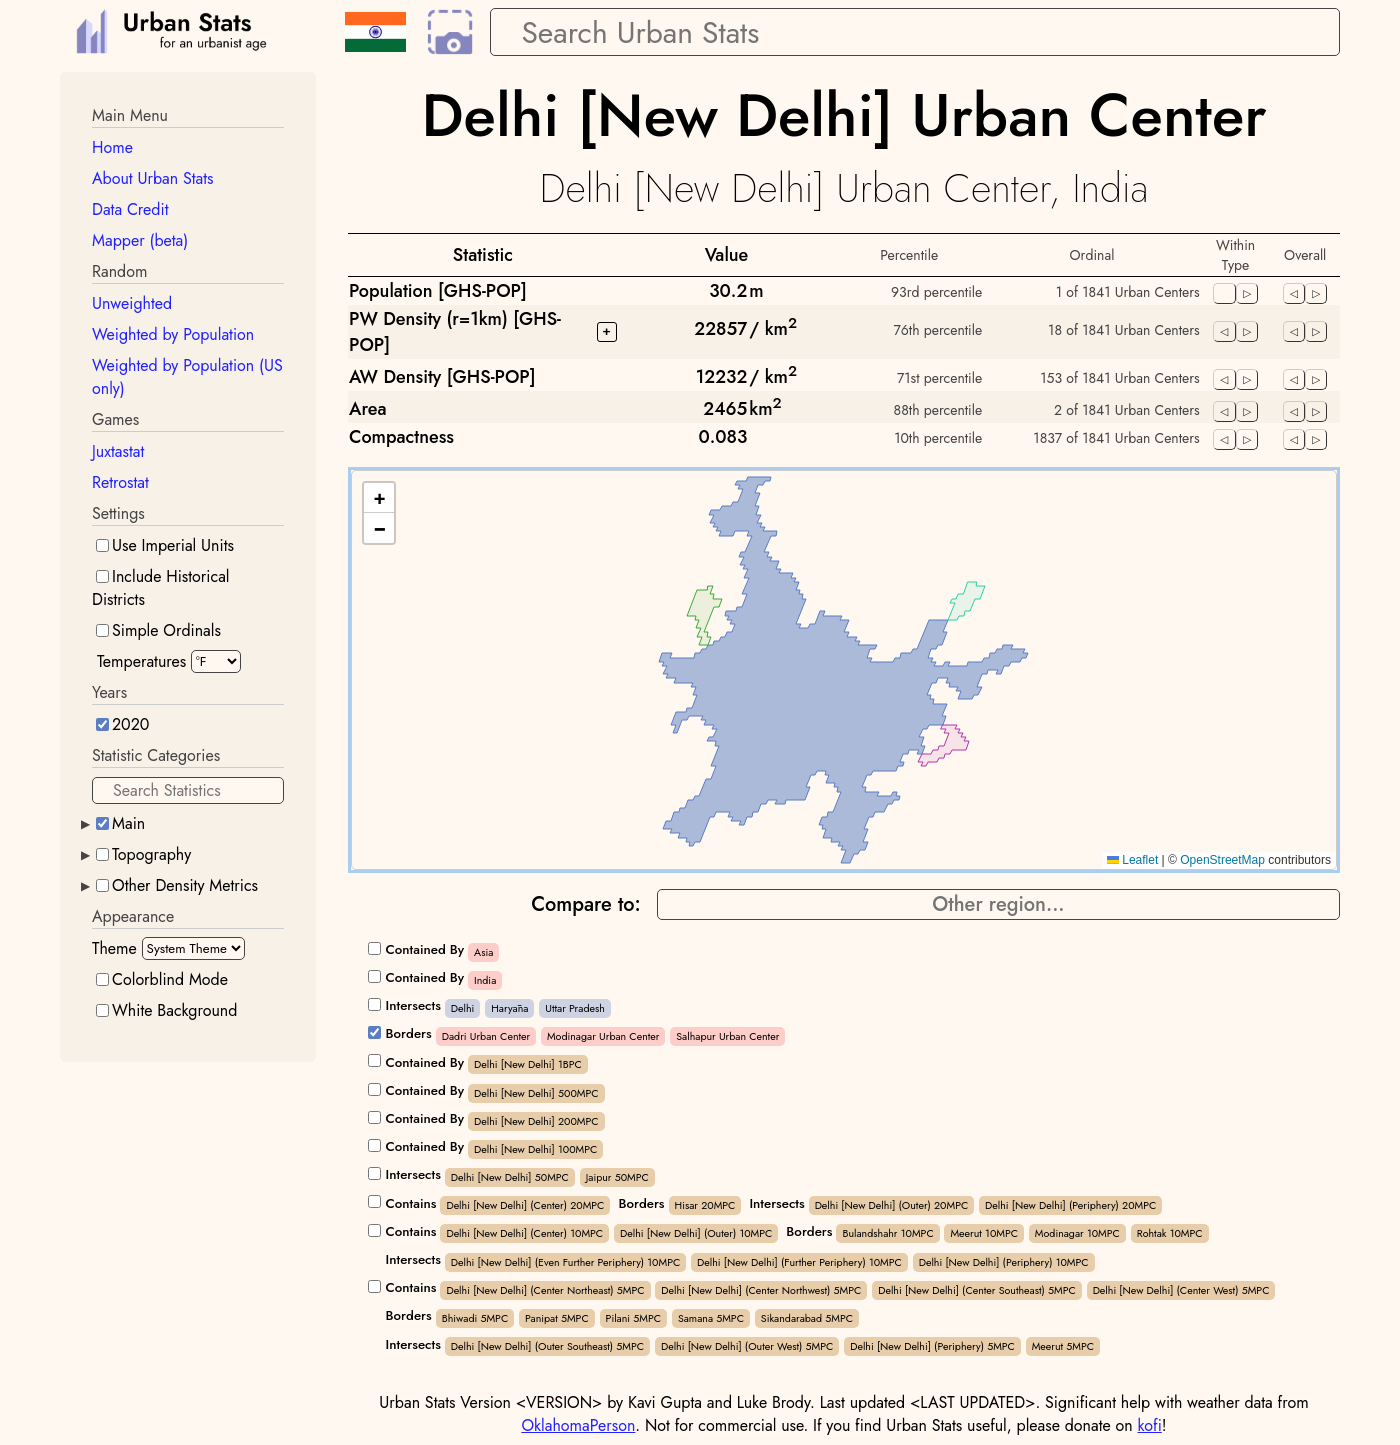 Urban Stats
for an urbanist age
Search Urban Stats
Main Menu
Home
About Urban Stats
Data Credit
Mapper (beta)
Random
Unweighted
Weighted by Population
Weighted by Population (US
only)
Games
Juxtastat
Retrostat
Settings
Use Imperial Units
Include Historical
Districts
Simple Ordinals
Temperatures °F
Years
2020
Statistic Categories
Search Statistics
Main
Topography
Other Density Metrics
Appearance
Theme System Theme
Colorblind Mode
White Background
Delhi [New Delhi] Urban Center
Delhi [New Delhi] Urban Center, India
Statistic Value Percentile Ordinal Within Type Overall
Population [GHS-POP] 30.2 m 93rd percentile 1 of 1841 Urban Centers
PW Density (r=1km) [GHS-
POP] + 22857 / km2 76th percentile 18 of 1841 Urban Centers
AW Density [GHS-POP] 12232 / km2 71st percentile 153 of 1841 Urban Centers
Area 2465 km2 88th percentile 2 of 1841 Urban Centers
Compactness 0.083 10th percentile 1837 of 1841 Urban Centers
+
−
Leaflet | © OpenStreetMap contributors
Compare to: Other region...
Contained By Asia
Contained By India
Intersects Delhi Haryāna Uttar Pradesh
Borders Dadri Urban Center Modinagar Urban Center Salhapur Urban Center
Contained By Delhi [New Delhi] 1BPC
Contained By Delhi [New Delhi] 500MPC
Contained By Delhi [New Delhi] 200MPC
Contained By Delhi [New Delhi] 100MPC
Intersects Delhi [New Delhi] 50MPC Jaipur 50MPC
Contains Delhi [New Delhi] (Center) 20MPC Borders Hisar 20MPC Intersects Delhi [New Delhi] (Outer) 20MPC Delhi [New Delhi] (Periphery) 20MPC
Contains Delhi [New Delhi] (Center) 10MPC Delhi [New Delhi] (Outer) 10MPC Borders Bulandshahr 10MPC Meerut 10MPC Modinagar 10MPC Rohtak 10MPC
Intersects Delhi [New Delhi] (Even Further Periphery) 10MPC Delhi [New Delhi] (Further Periphery) 10MPC Delhi [New Delhi] (Periphery) 10MPC
Contains Delhi [New Delhi] (Center Northeast) 5MPC Delhi [New Delhi] (Center Northwest) 5MPC Delhi [New Delhi] (Center Southeast) 5MPC Delhi [New Delhi] (Center West) 5MPC
Borders Bhiwadi 5MPC Panipat 5MPC Pilani 5MPC Samana 5MPC Sikandarabad 5MPC
Intersects Delhi [New Delhi] (Outer Southeast) 5MPC Delhi [New Delhi] (Outer West) 5MPC Delhi [New Delhi] (Periphery) 5MPC Meerut 5MPC
Urban Stats Version <VERSION> by Kavi Gupta and Luke Brody. Last updated <LAST UPDATED>. Significant help with weather data from
OklahomaPerson. Not for commercial use. If you find Urban Stats useful, please donate on kofi!